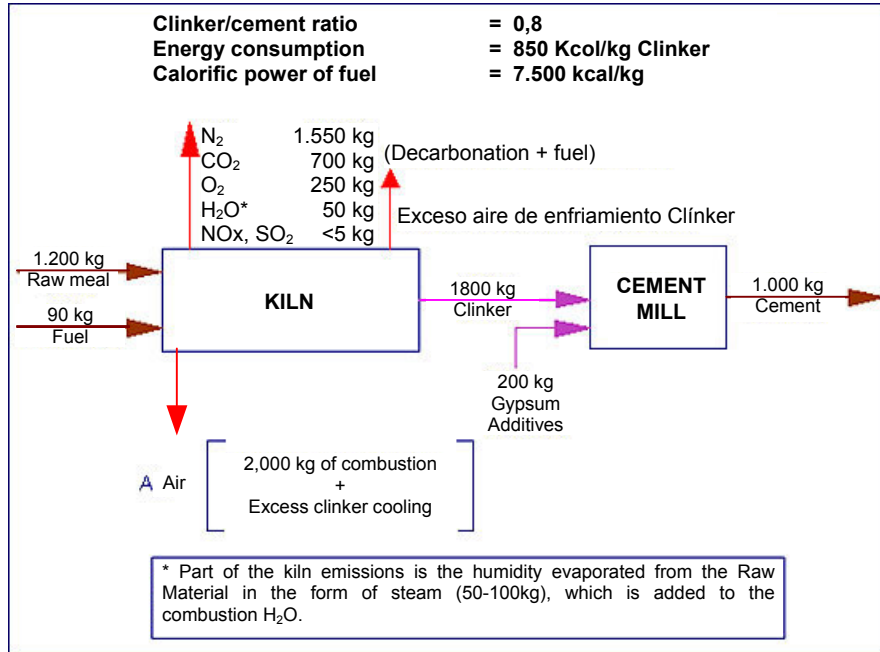 Clinker/cement ratio = 0,8
Energy consumption = 850 Kcol/kg Clinker
Calorific power of fuel = 7.500 kcal/kg
N₂ 1.550 kg
CO₂ 700 kg
(Decarbonation + fuel)
O₂ 250 kg
H₂O* 50 kg
Exceso aire de enfriamiento Clínker
NOx, SO₂ <5 kg
1.200 kg
Raw meal
KILN
1800 kg
Clinker
CEMENT
MILL
1.000 kg
Cement
90 kg
Fuel
200 kg
Gypsum
Additives
A Air
2,000 kg of combustion
+
Excess clinker cooling
* Part of the kiln emissions is the humidity evaporated from the Raw
Material in the form of steam (50-100kg), which is added to the
combustion H₂O.